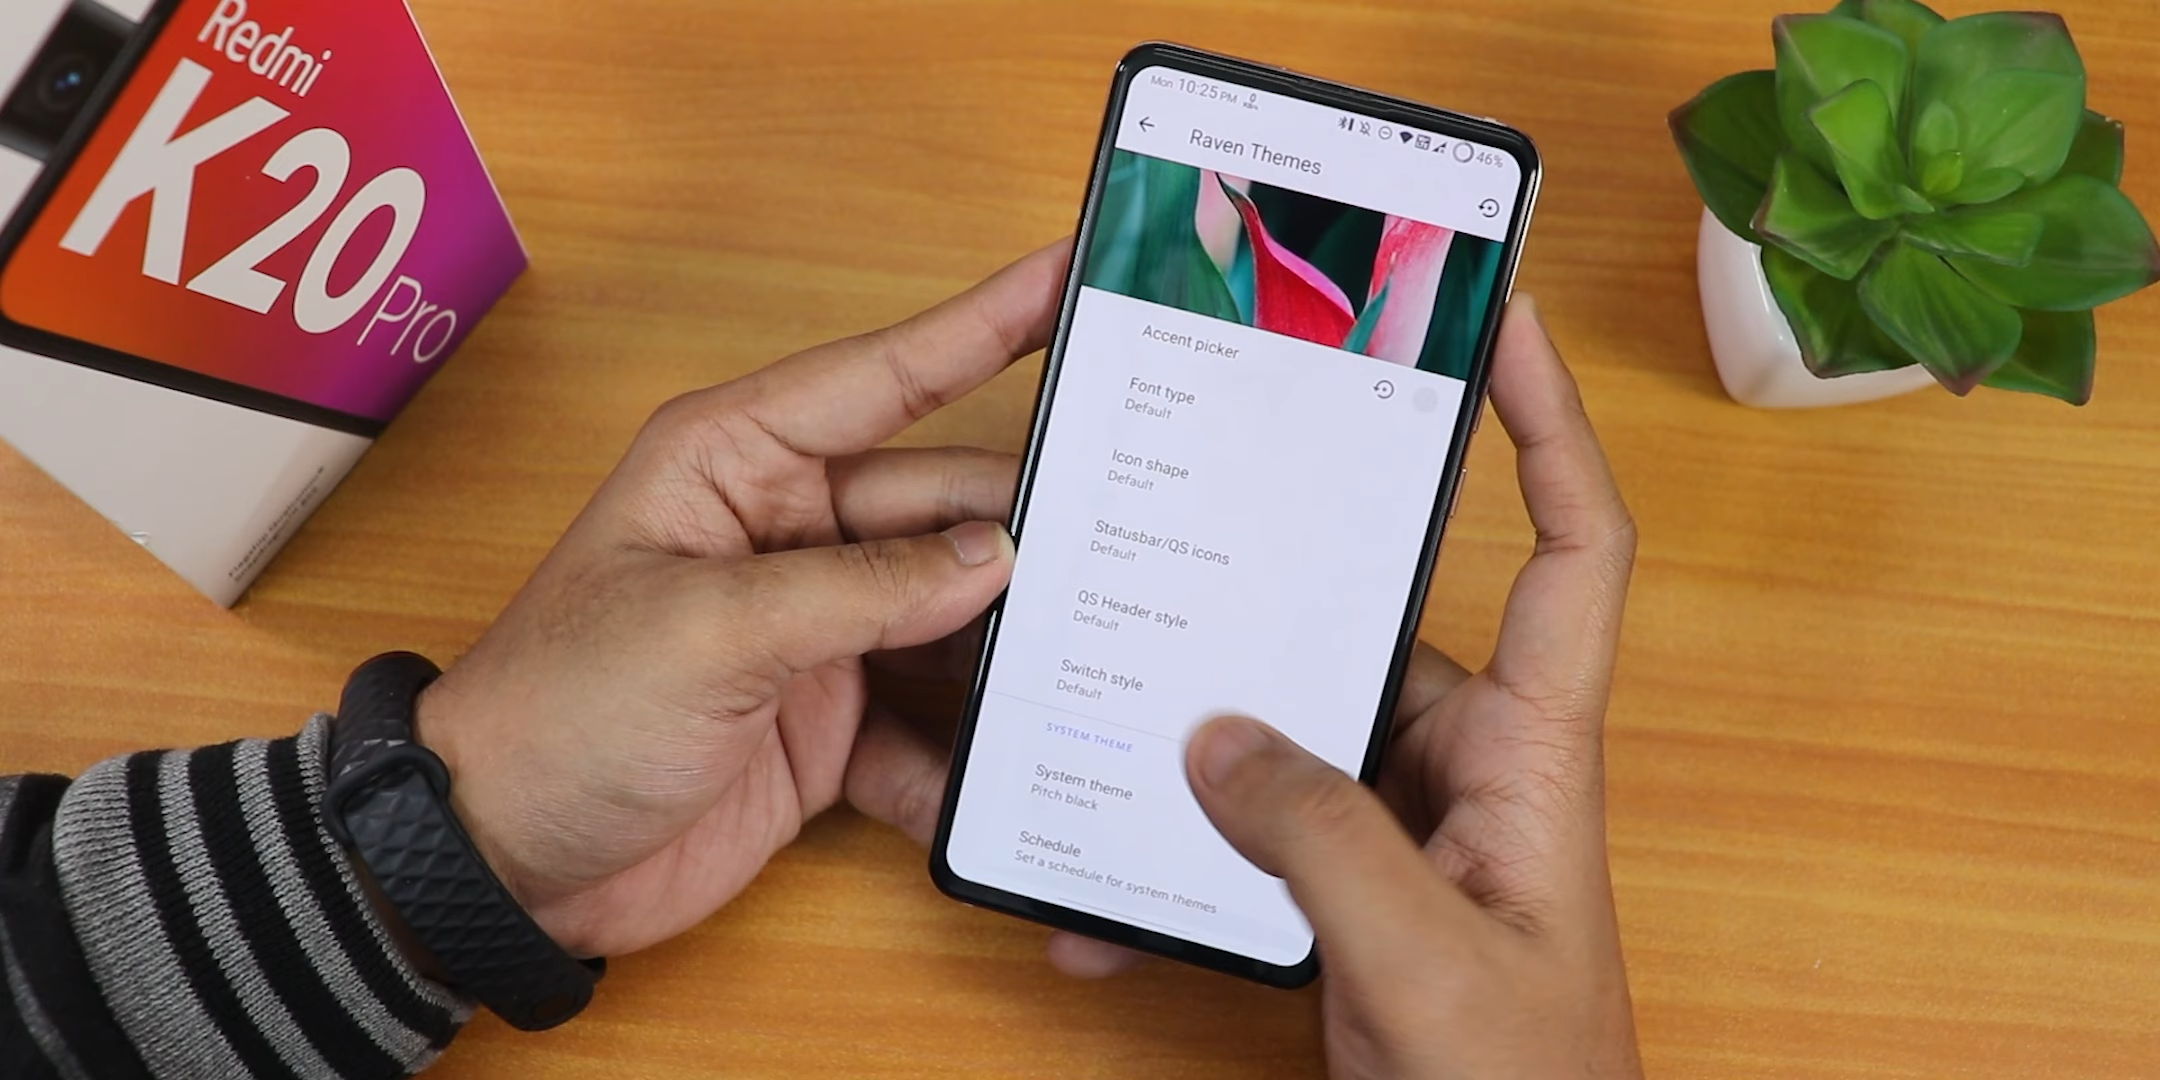 Redmi
K20 Pro
Mon 10:25 PM
0
46%
Raven Themes
Accent picker
Font type
Default
Icon shape
Default
Statusbar/QS icons
Default
QS Header style
Default
Switch style
Default
SYSTEM THEME
System theme
Pitch black
Schedule
Set a schedule for system themes